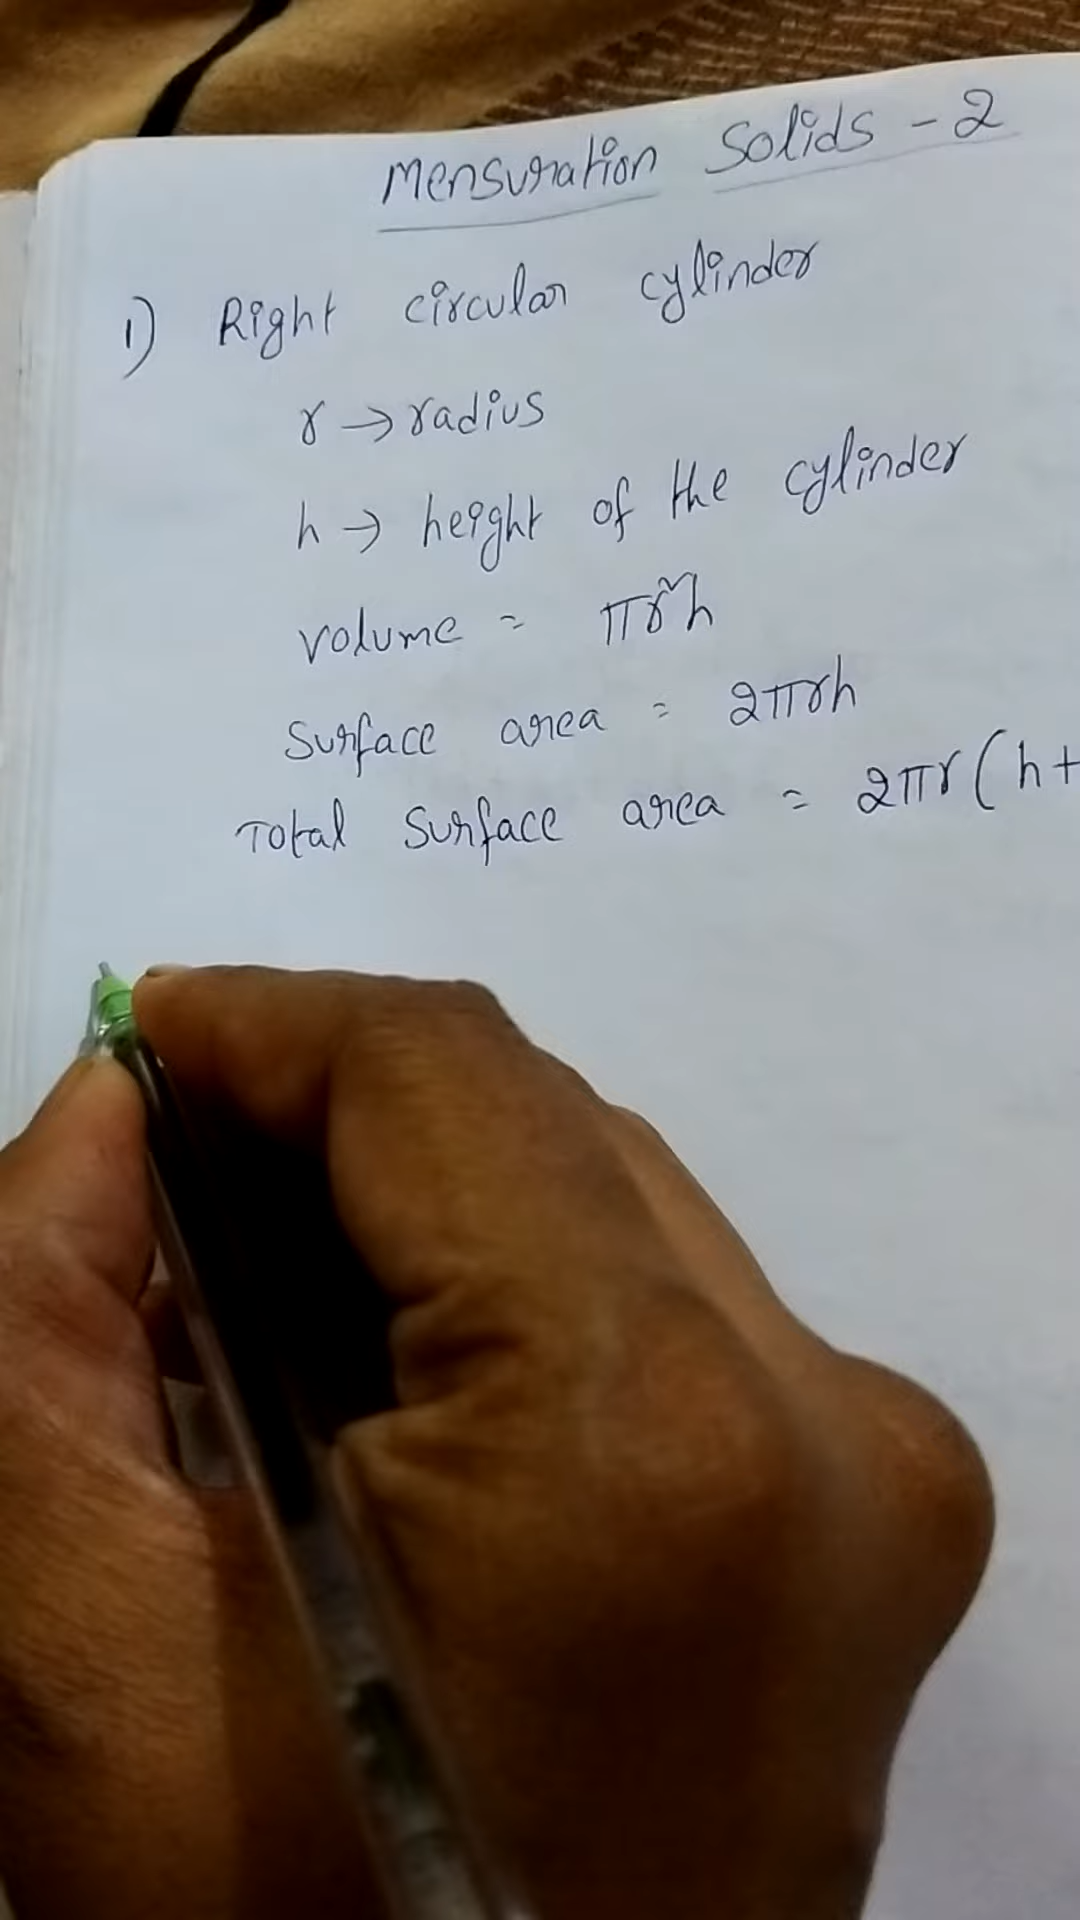 Mensuration Solids - 2
1) Right circular cylinder
r → radius
h → height of the cylinder
volume = πr²h
Surface area = 2πrh
Total Surface area = 2πr(h+